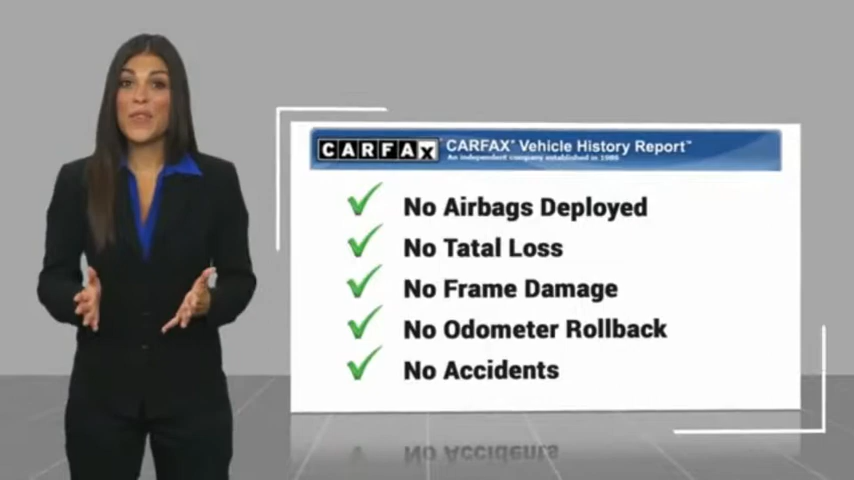 CARFAX CARFAX® Vehicle History Report™
An independent company established in 1986
No Airbags Deployed
No Tatal Loss
No Frame Damage
No Odometer Rollback
No Accidents
No Accidents